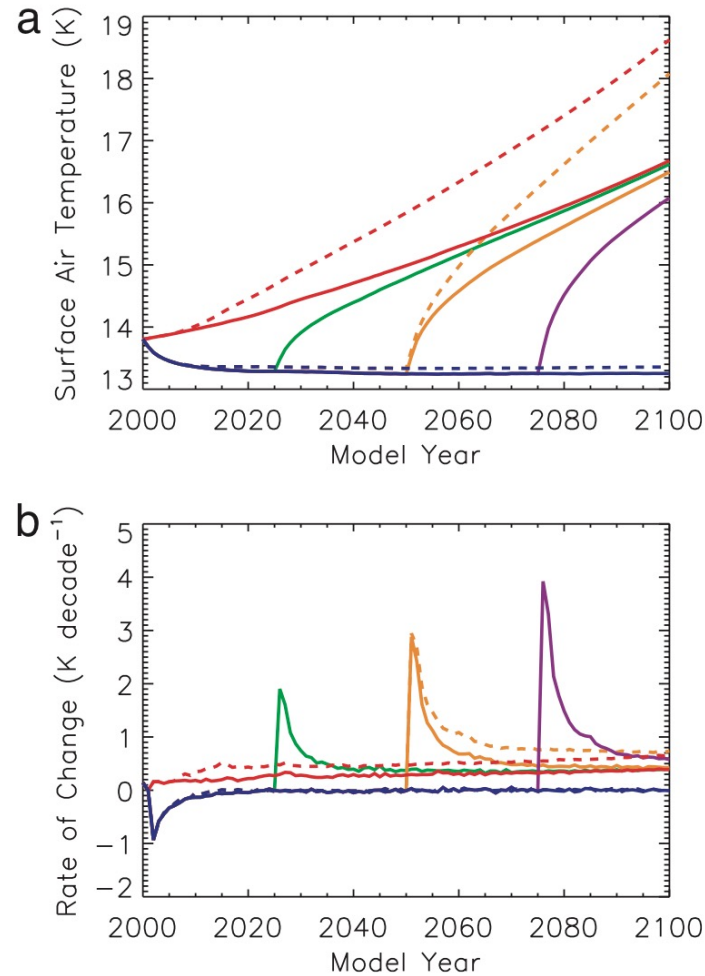 a
Surface Air Temperature (K)
19
18
17
16
15
14
13
2000 2020 2040 2060 2080 2100
Model Year
b
Rate of Change (K decade⁻¹)
5
4
3
2
1
0
−1
−2
2000 2020 2040 2060 2080 2100
Model Year